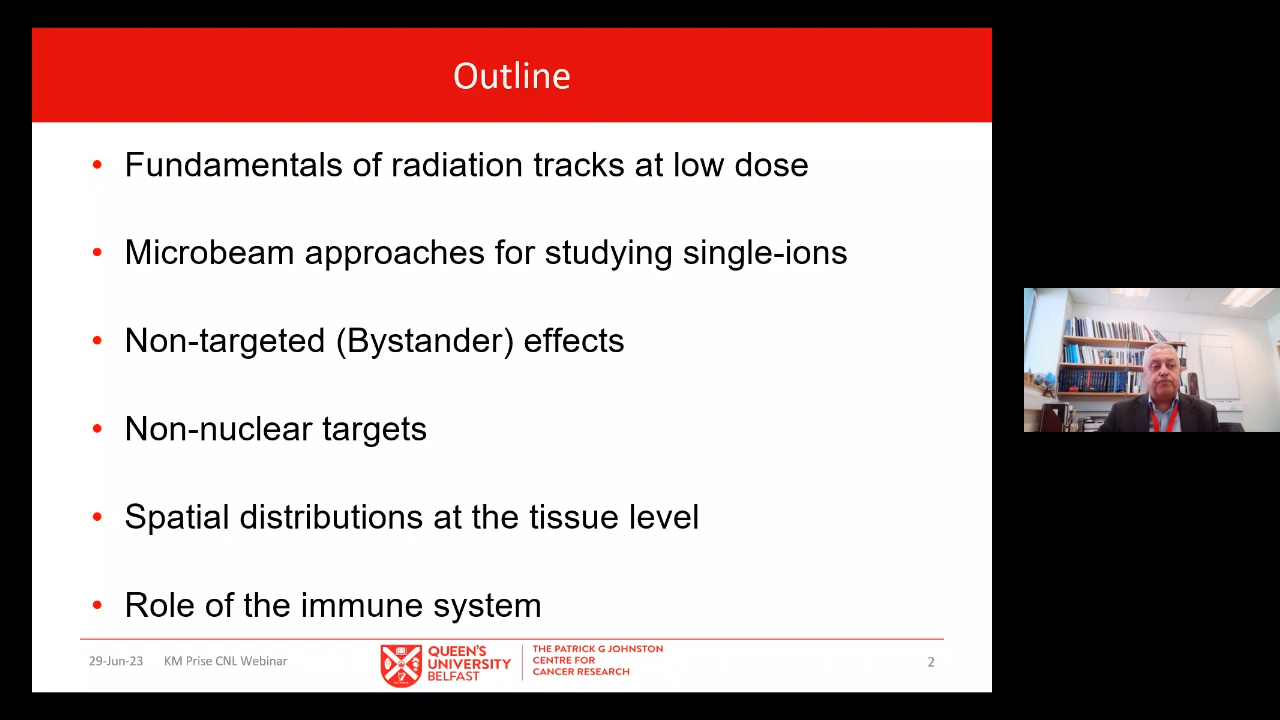 Outline
• Fundamentals of radiation tracks at low dose
• Microbeam approaches for studying single-ions
• Non-targeted (Bystander) effects
• Non-nuclear targets
• Spatial distributions at the tissue level
• Role of the immune system
29-Jun-23 KM Prise CNL Webinar
QUEEN'S
UNIVERSITY
BELFAST
THE PATRICK G JOHNSTON
CENTRE FOR
CANCER RESEARCH
2